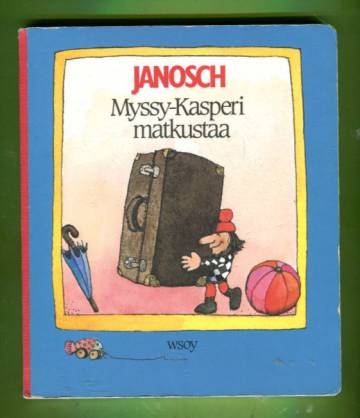 JANOSCH
Myssy-Kasperi
matkustaa
wsoy